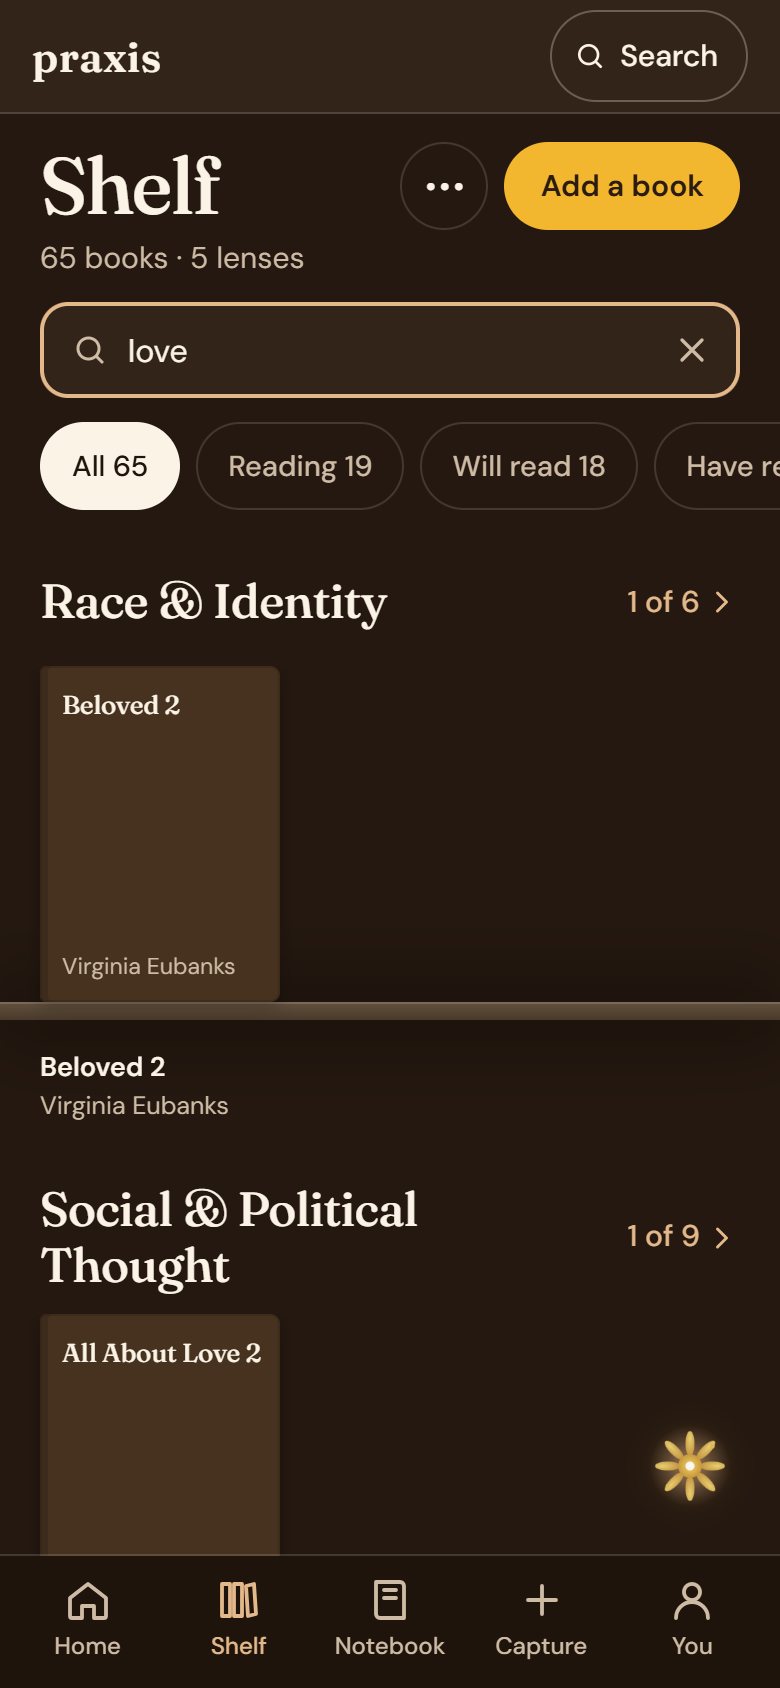 praxis
Search
Shelf
Add a book
65 books · 5 lenses
love
All 65
Reading 19
Will read 18
Have re
Race & Identity
1 of 6
Beloved 2
Virginia Eubanks
Beloved 2
Virginia Eubanks
Social & Political
Thought
1 of 9
All About Love 2
Home
Shelf
Notebook
Capture
You